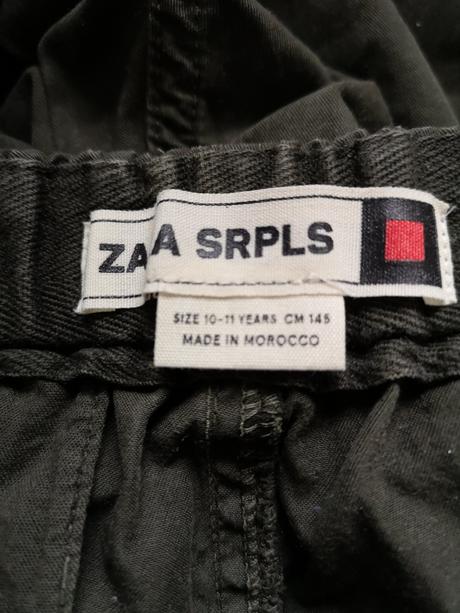 ZA A SRPLS
SIZE 10-11 YEARS CM 145
MADE IN MOROCCO